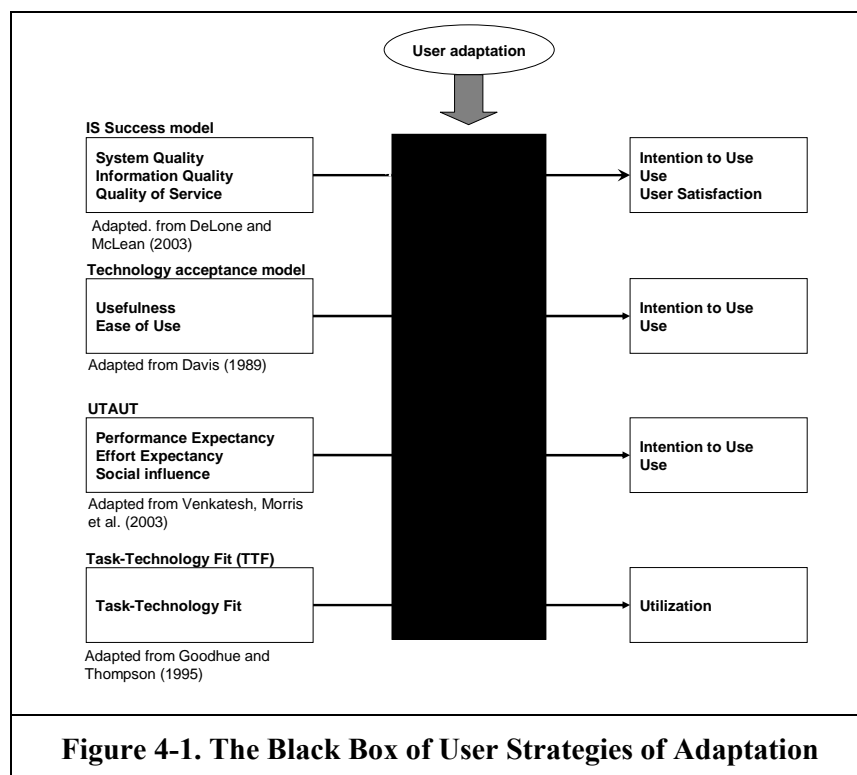 User adaptation
IS Success model
System Quality
Information Quality
Quality of Service
Intention to Use
Use
User Satisfaction
Adapted. from DeLone and
McLean (2003)
Technology acceptance model
Usefulness
Ease of Use
Intention to Use
Use
Adapted from Davis (1989)
UTAUT
Performance Expectancy
Effort Expectancy
Social influence
Intention to Use
Use
Adapted from Venkatesh, Morris
et al. (2003)
Task-Technology Fit (TTF)
Task-Technology Fit
Utilization
Adapted from Goodhue and
Thompson (1995)
Figure 4-1. The Black Box of User Strategies of Adaptation